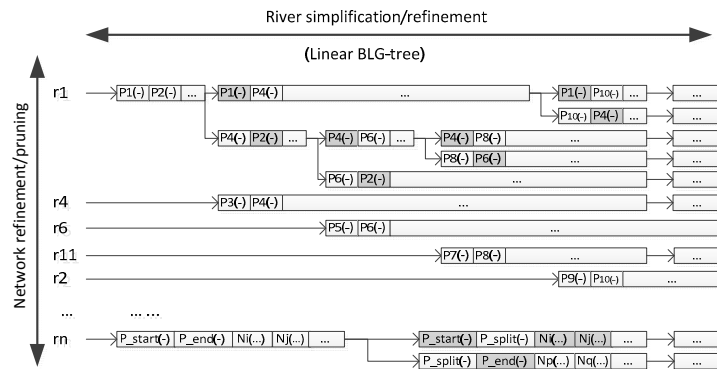 River simplification/refinement
(Linear BLG-tree)
Network refinement/pruning
r1 P1(-) P2(-) ... P1(-) P4(-) ... P1(-) P10(-) ... ...
P10(-) P4(-) ... ...
P4(-) P2(-) ... P4(-) P6(-) ... P4(-) P8(-) ... ...
P8(-) P6(-) ... ...
P6(-) P2(-) ... ...
r4 P3(-) P4(-) ... ...
r6 P5(-) P6(-) ...
r11 P7(-) P8(-) ... ...
r2 P9(-) P10(-) ...
... ... ...
rn P_start(-) P_end(-) Ni(...) Nj(...) ... P_start(-) P_split(-) Ni(...) Nj(...) ... ...
P_split(-) P_end(-) Np(...) Nq(...) ... ...